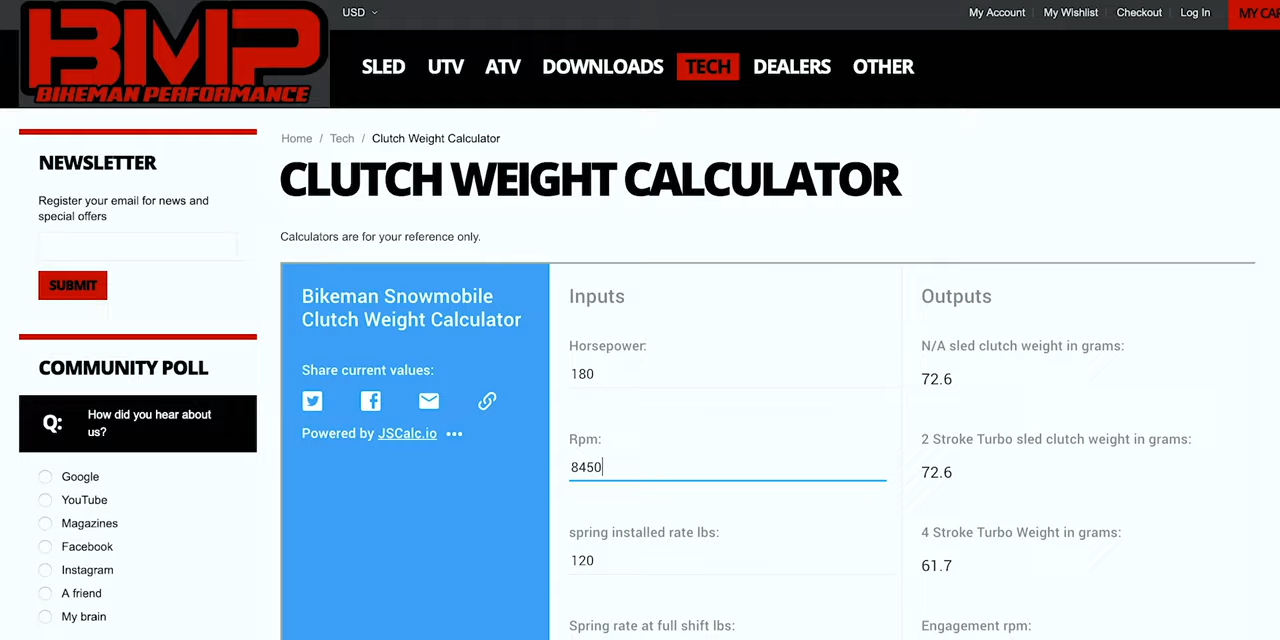 BMP
BIKEMAN PERFORMANCE
USD
My Account
My Wishlist
Checkout
Log In
MY CAR
SLED
UTV
ATV
DOWNLOADS
TECH
DEALERS
OTHER
NEWSLETTER
Register your email for news and
special offers
SUBMIT
COMMUNITY POLL
Q:
How did you hear about
us?
Google
YouTube
Magazines
Facebook
Instagram
A friend
My brain
Home / Tech / Clutch Weight Calculator
CLUTCH WEIGHT CALCULATOR
Calculators are for your reference only.
Bikeman Snowmobile
Clutch Weight Calculator
Share current values:
Powered by JSCalc.io •••
Inputs
Horsepower:
180
Rpm:
8450
spring installed rate lbs:
120
Spring rate at full shift lbs:
Outputs
N/A sled clutch weight in grams:
72.6
2 Stroke Turbo sled clutch weight in grams:
72.6
4 Stroke Turbo Weight in grams:
61.7
Engagement rpm: